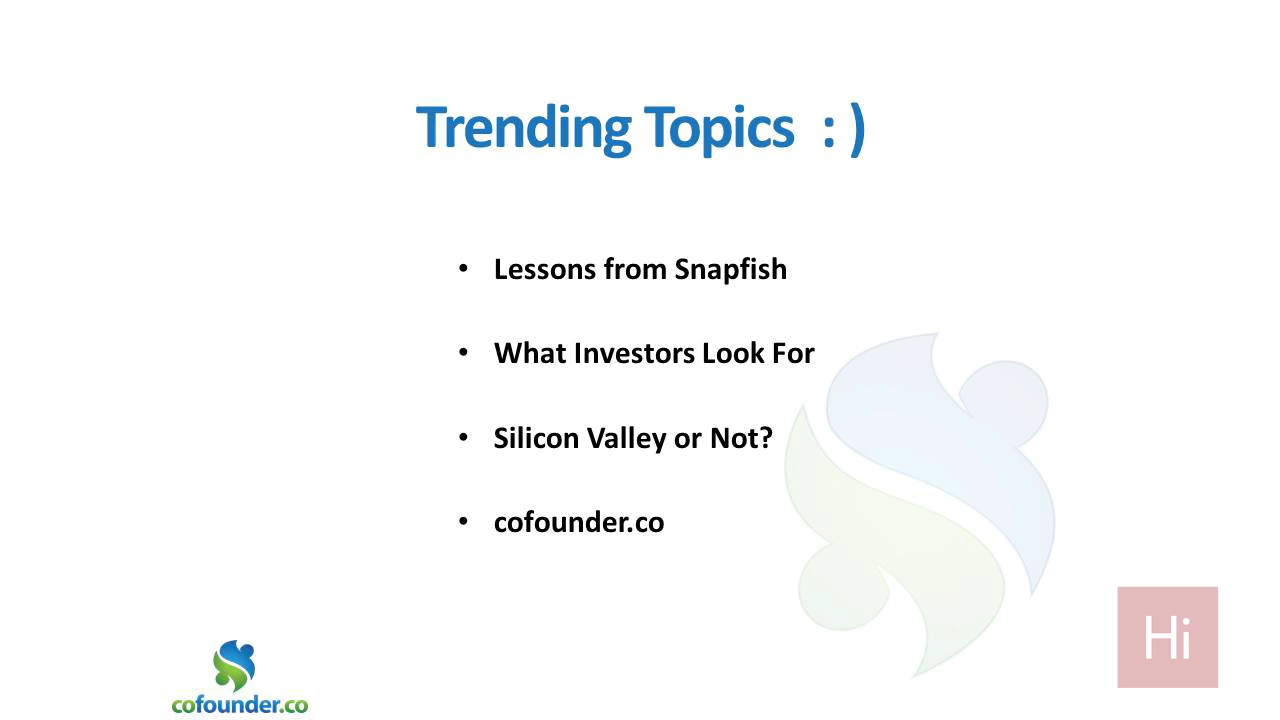 Trending Topics : )
• Lessons from Snapfish
• What Investors Look For
• Silicon Valley or Not?
• cofounder.co
cofounder.co
Hi